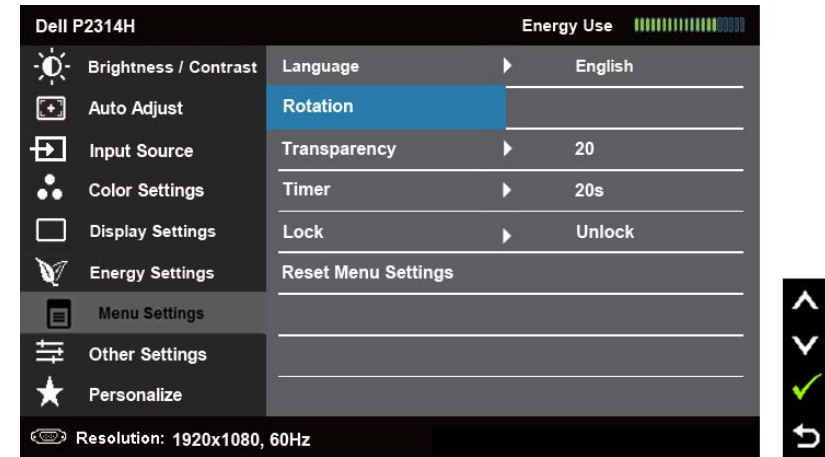 Dell P2314H Energy Use
Brightness / Contrast Language English
Auto Adjust Rotation
Input Source Transparency 20
Color Settings Timer 20s
Display Settings Lock Unlock
Energy Settings Reset Menu Settings
Menu Settings
Other Settings
Personalize
Resolution: 1920x1080, 60Hz